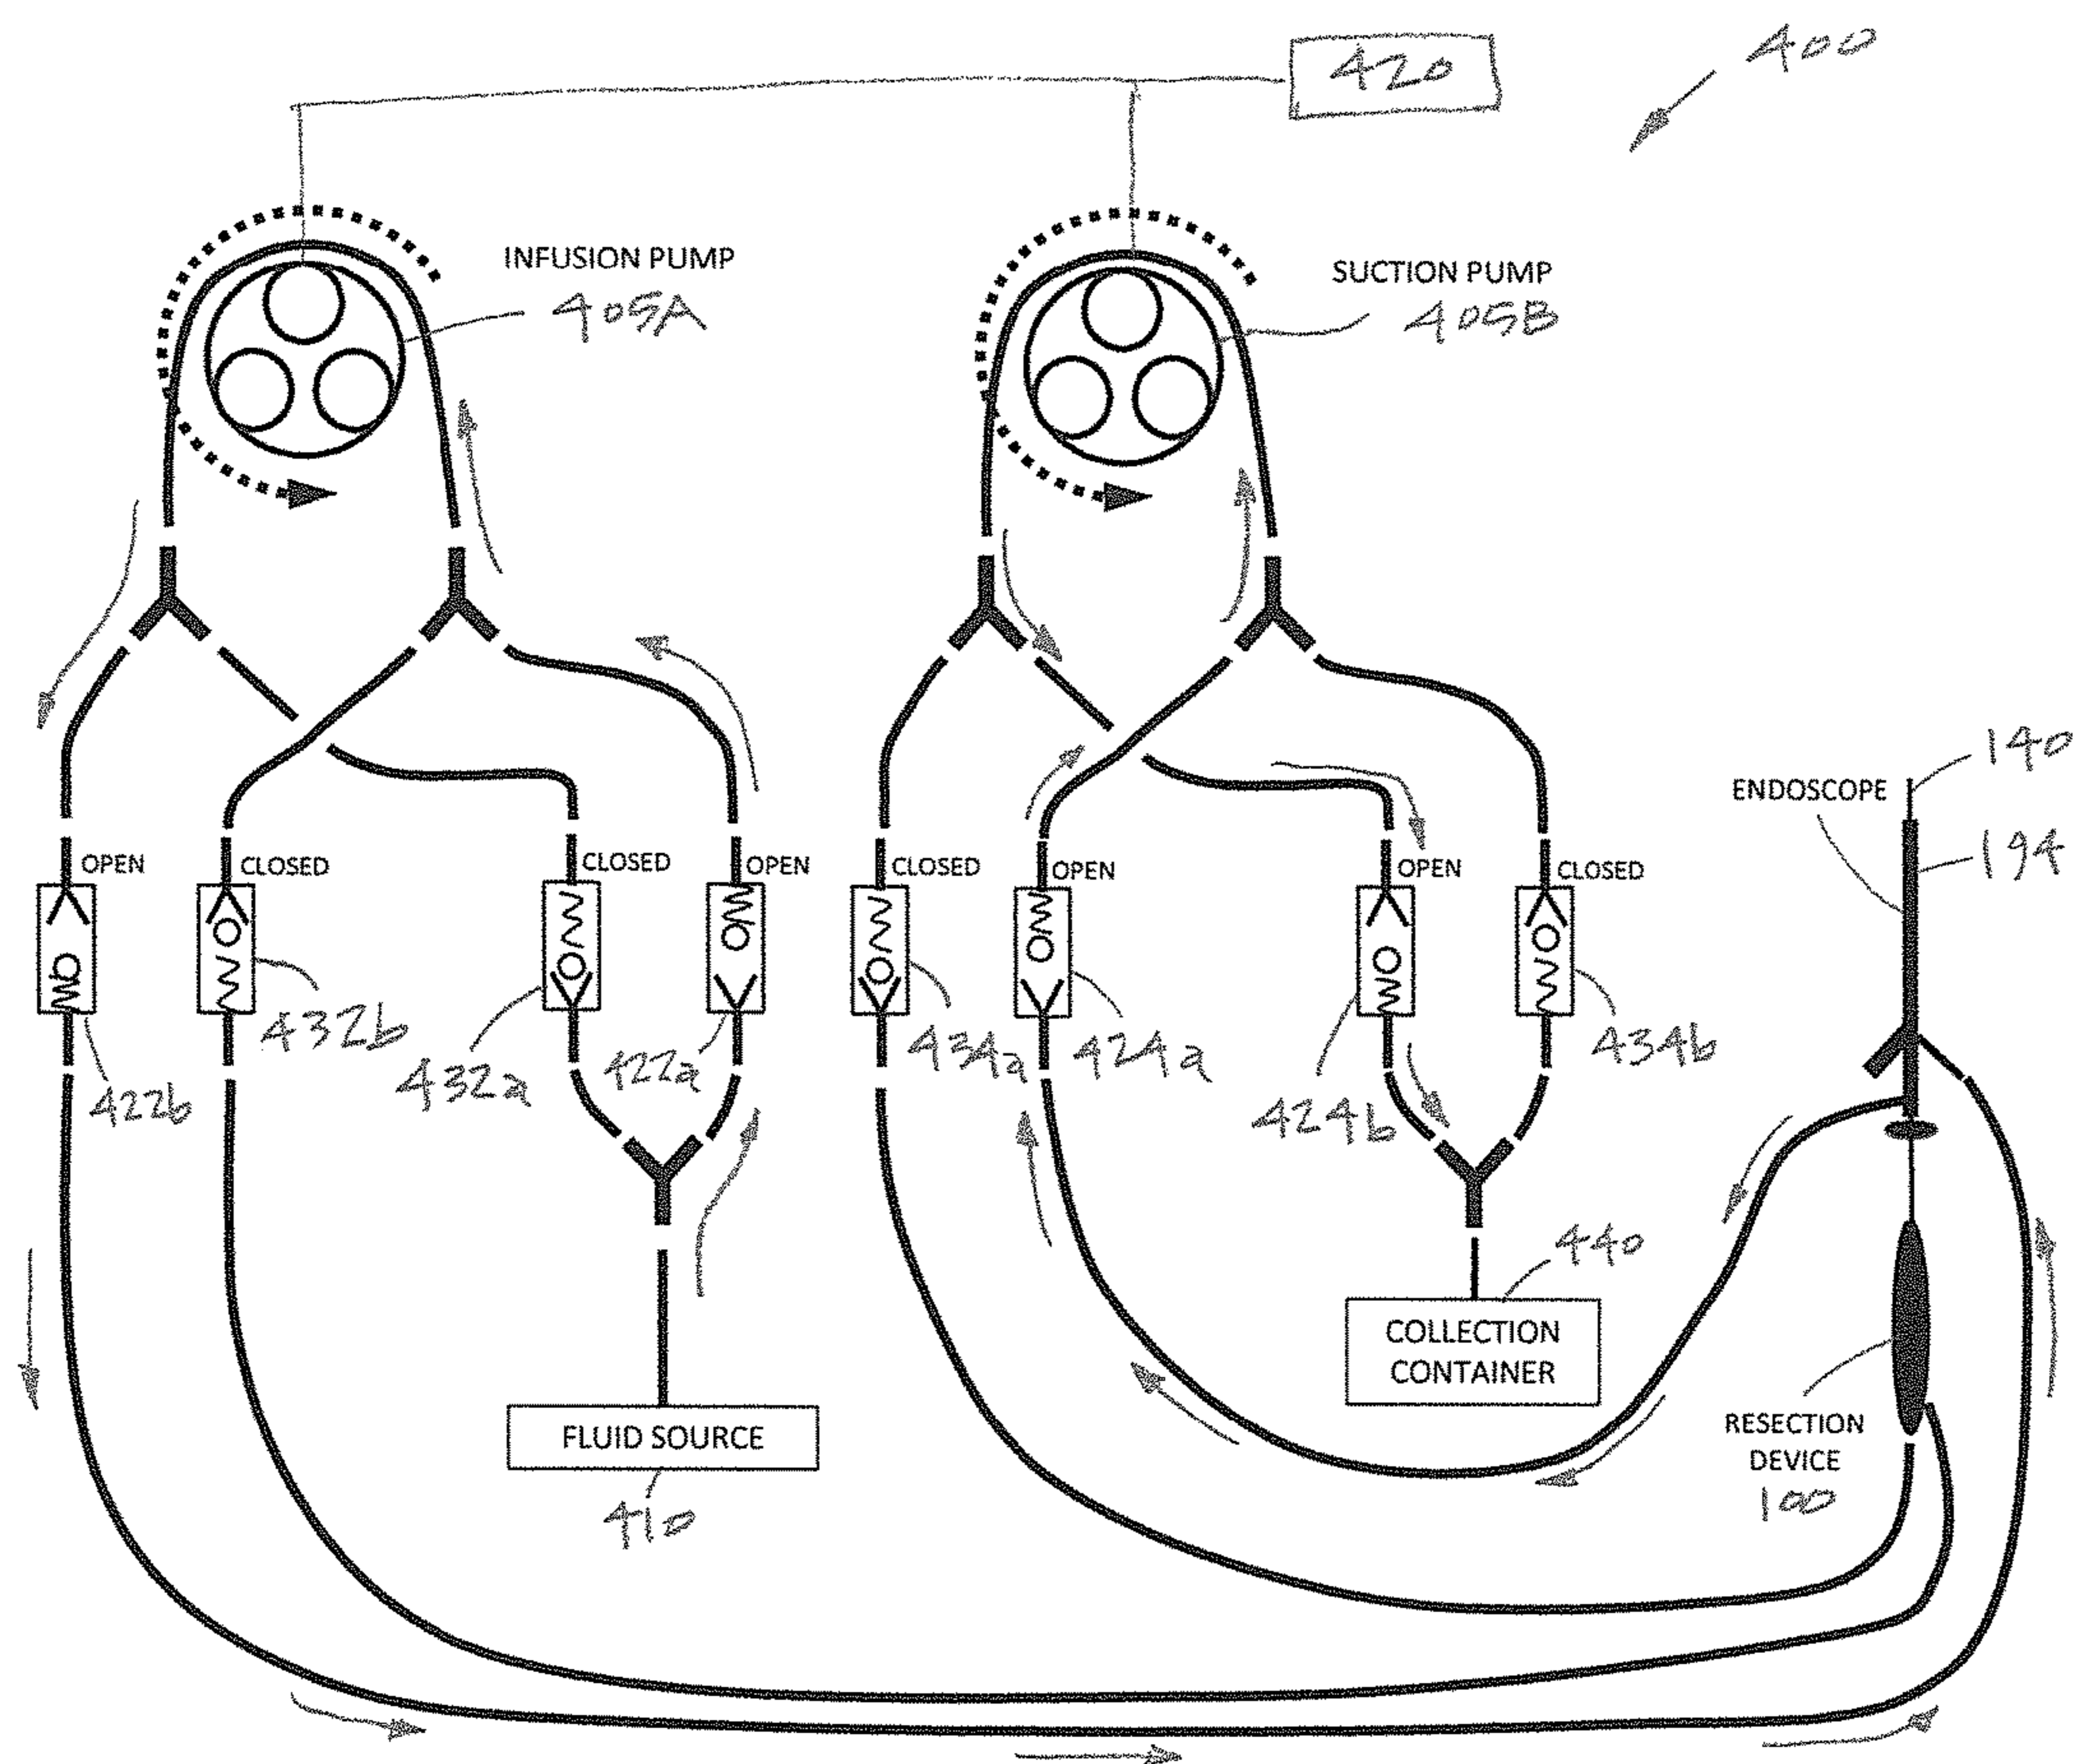 420
400
INFUSION PUMP
405A
SUCTION PUMP
405B
140
ENDOSCOPE
194
OPEN
CLOSED
CLOSED
OPEN
CLOSED
OPEN
OPEN
CLOSED
422b
432b
432a
422a
434a
424a
424b
434b
440
COLLECTION
CONTAINER
FLUID SOURCE
410
RESECTION
DEVICE
100